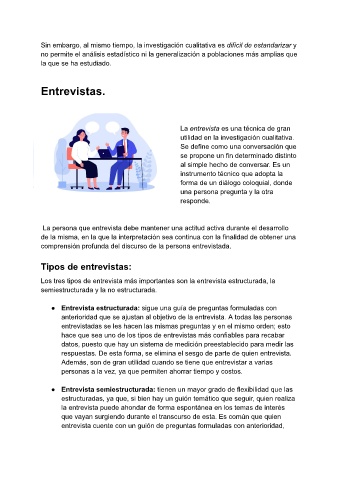 Sin embargo, al mismo tiempo, la investigación cualitativa es difícil de estandarizar y
no permite el análisis estadístico ni la generalización a poblaciones más amplias que
la que se ha estudiado.
Entrevistas.
La entrevista es una técnica de gran
utilidad en la investigación cualitativa.
Se define como una conversación que
se propone un fin determinado distinto
al simple hecho de conversar. Es un
instrumento técnico que adopta la
forma de un diálogo coloquial, donde
una persona pregunta y la otra
responde.
La persona que entrevista debe mantener una actitud activa durante el desarrollo
de la misma, en la que la interpretación sea continua con la finalidad de obtener una
comprensión profunda del discurso de la persona entrevistada.
Tipos de entrevistas:
Los tres tipos de entrevista más importantes son la entrevista estructurada, la
semiestructurada y la no estructurada.
● Entrevista estructurada: sigue una guía de preguntas formuladas con
anterioridad que se ajustan al objetivo de la entrevista. A todas las personas
entrevistadas se les hacen las mismas preguntas y en el mismo orden; esto
hace que sea uno de los tipos de entrevistas más confiables para recabar
datos, puesto que hay un sistema de medición preestablecido para medir las
respuestas. De esta forma, se elimina el sesgo de parte de quien entrevista.
Además, son de gran utilidad cuando se tiene que entrevistar a varias
personas a la vez, ya que permiten ahorrar tiempo y costos.
● Entrevista semiestructurada: tienen un mayor grado de flexibilidad que las
estructuradas, ya que, si bien hay un guión temático que seguir, quien realiza
la entrevista puede ahondar de forma espontánea en los temas de interés
que vayan surgiendo durante el transcurso de esta. Es común que quien
entrevista cuente con un guión de preguntas formuladas con anterioridad,